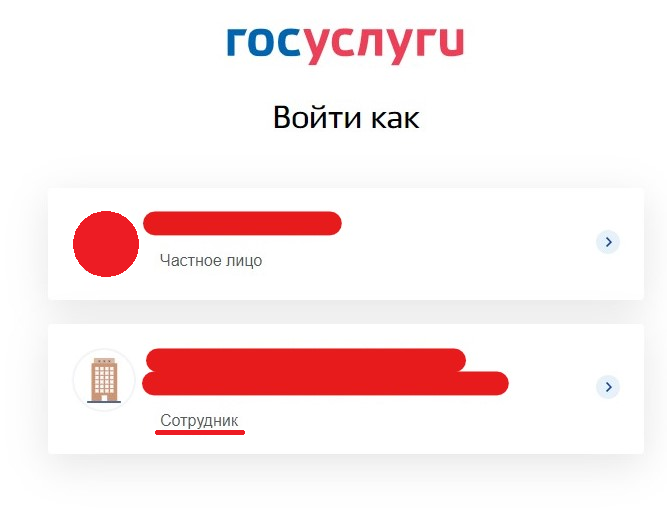 госуслуги
Войти как
Частное лицо
Сотрудник